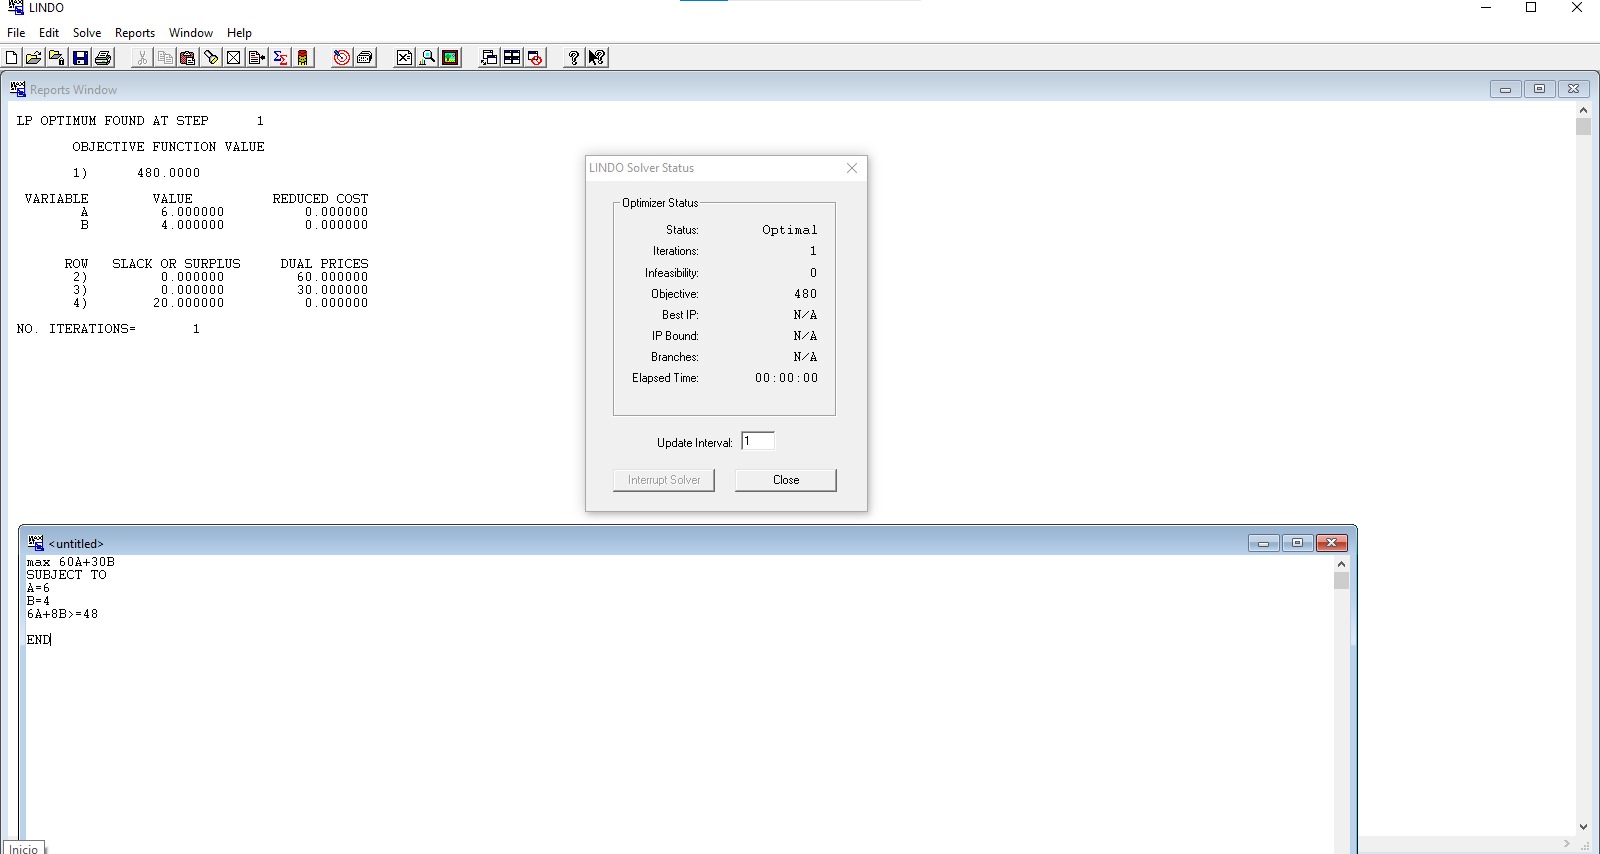 LINDO
File Edit Solve Reports Window Help
Reports Window
LP OPTIMUM FOUND AT STEP 1
OBJECTIVE FUNCTION VALUE
1) 480.0000
VARIABLE VALUE REDUCED COST
A 6.000000 0.000000
B 4.000000 0.000000
ROW SLACK OR SURPLUS DUAL PRICES
2) 0.000000 60.000000
3) 0.000000 30.000000
4) 20.000000 0.000000
NO. ITERATIONS= 1
LINDO Solver Status
Optimizer Status
Status: Optimal
Iterations: 1
Infeasibility: 0
Objective: 480
Best IP: N/A
IP Bound: N/A
Branches: N/A
Elapsed Time: 00:00:00
Update Interval: 1
Interrupt Solver Close
<untitled>
max 60A+30B
SUBJECT TO
A=6
B=4
6A+8B>=48
END
Inicio